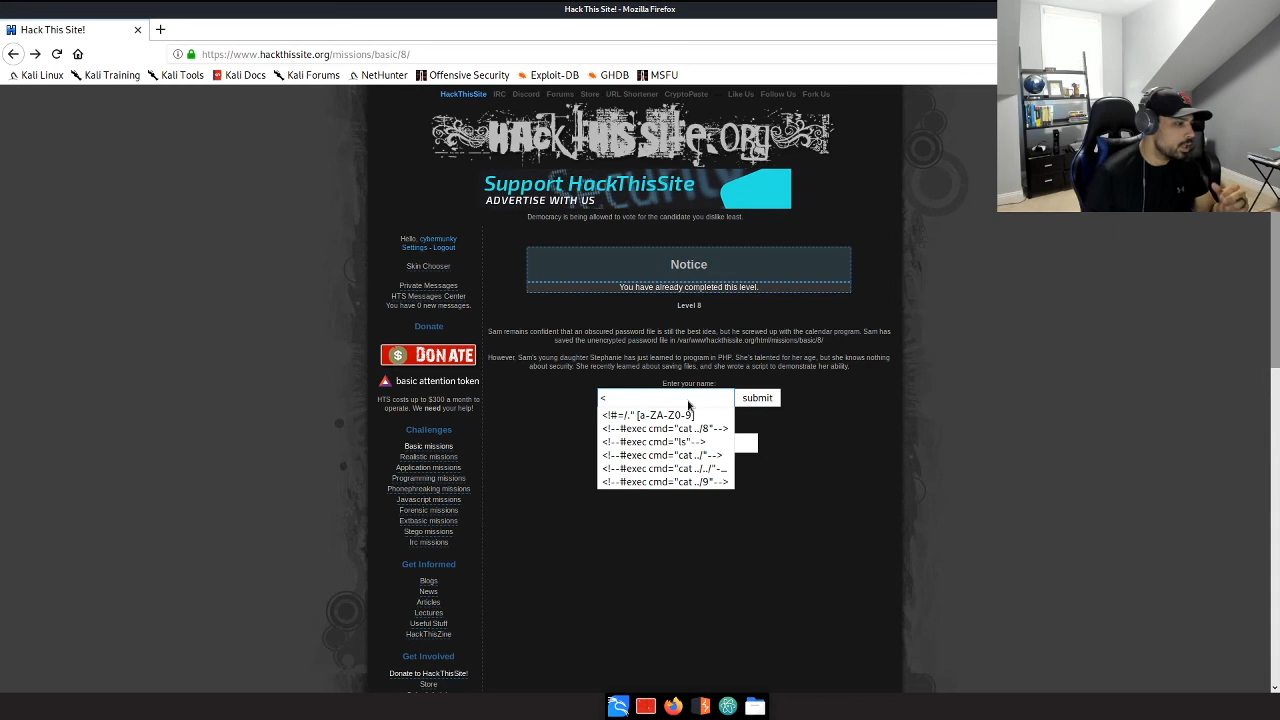 Hack This Site! - Mozilla Firefox
Hack This Site!
https://www.hackthissite.org/missions/basic/8/
Kali Linux Kali Training Kali Tools Kali Docs Kali Forums NetHunter Offensive Security Exploit-DB GHDB MSFU
HackThisSite IRC Discord Forums Store URL Shortener CryptoPaste Like Us Follow Us Fork Us
HAcK THiS SiTE.ORG
Support HackThisSite
ADVERTISE WITH US
Democracy is being allowed to vote for the candidate you dislike least.
Hello, cybermunky
Settings - Logout
Skin Chooser
Private Messages
HTS Messages Center
You have 0 new messages.
Donate
$ DONATE
basic attention token
HTS costs up to $300 a month to
operate. We need your help!
Challenges
Basic missions
Realistic missions
Application missions
Programming missions
Phonephreaking missions
Javascript missions
Forensic missions
Extbasic missions
Stego missions
Irc missions
Get Informed
Blogs
News
Articles
Lectures
Useful Stuff
HackThisZine
Get Involved
Donate to HackThisSite!
Store
Notice
You have already completed this level.
Level 8
Sam remains confident that an obscured password file is still the best idea, but he screwed up with the calendar program. Sam has
saved the unencrypted password file in /var/www/hackthissite.org/html/missions/basic/8/
However, Sam's young daughter Stephanie has just learned to program in PHP. She's talented for her age, but she knows nothing
about security. She recently learned about saving files, and she wrote a script to demonstrate her ability.
Enter your name:
< submit
<!#=/." [a-ZA-Z0-9]
<!--#exec cmd="cat ../8"-->
<!--#exec cmd="ls"-->
<!--#exec cmd="cat ../"-->
<!--#exec cmd="cat ../../"-...
<!--#exec cmd="cat ../9"-->